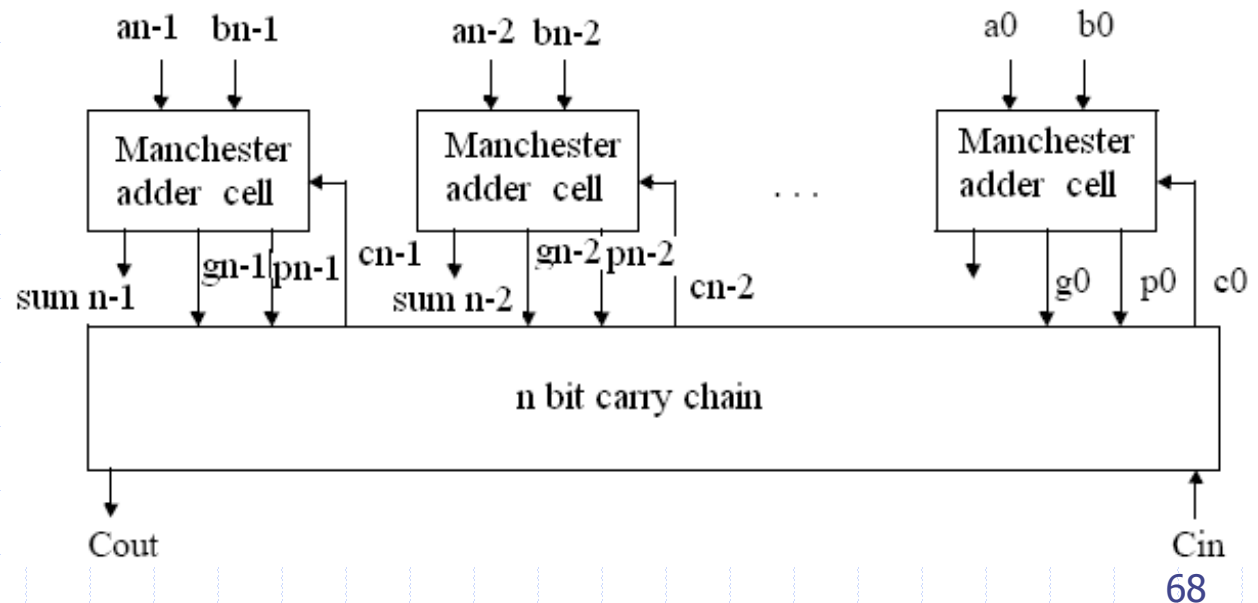 an-1 bn-1 an-2 bn-2 a0 b0
Manchester adder cell
Manchester adder cell
. . .
Manchester adder cell
gn-1 pn-1 cn-1 gn-2 pn-2 cn-2 g0 p0 c0
sum n-1 sum n-2
n bit carry chain
Cout Cin
68